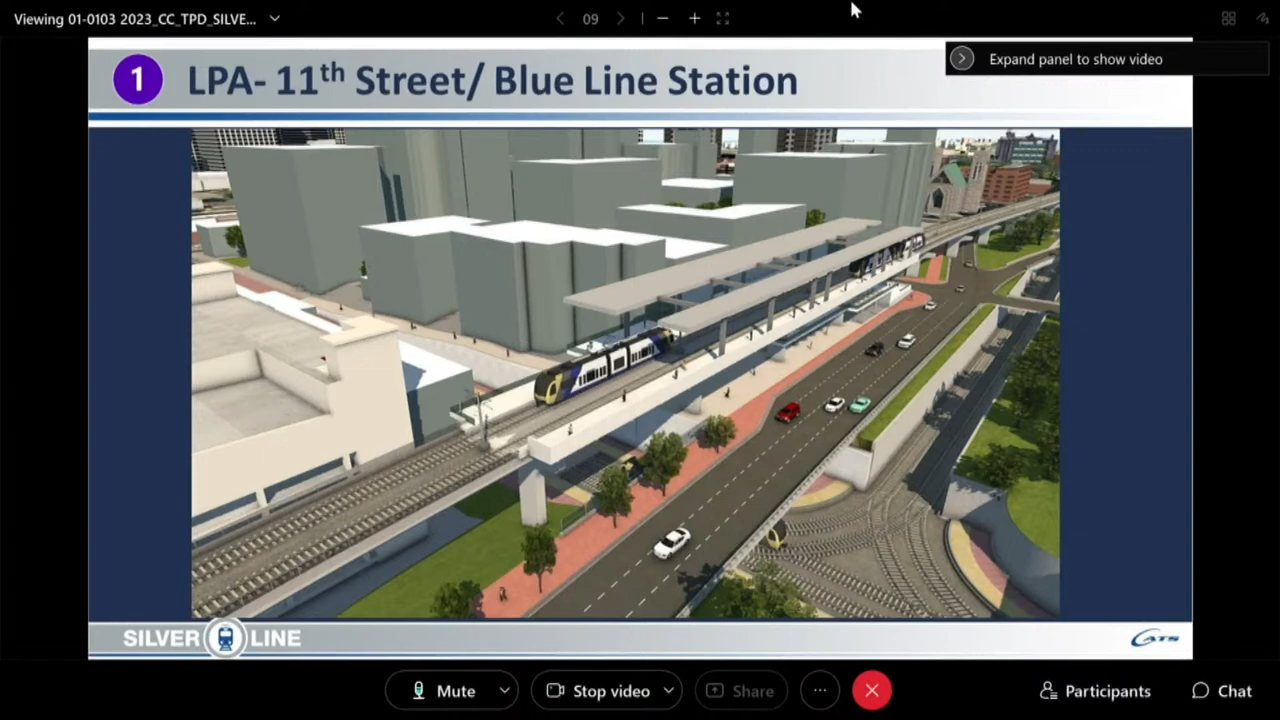 Viewing 01-0103 2023_CC_TPD_SILVE...
09
Expand panel to show video
1 LPA- 11th Street/ Blue Line Station
SILVER LINE
CATS
Mute
Stop video
Share
Participants
Chat